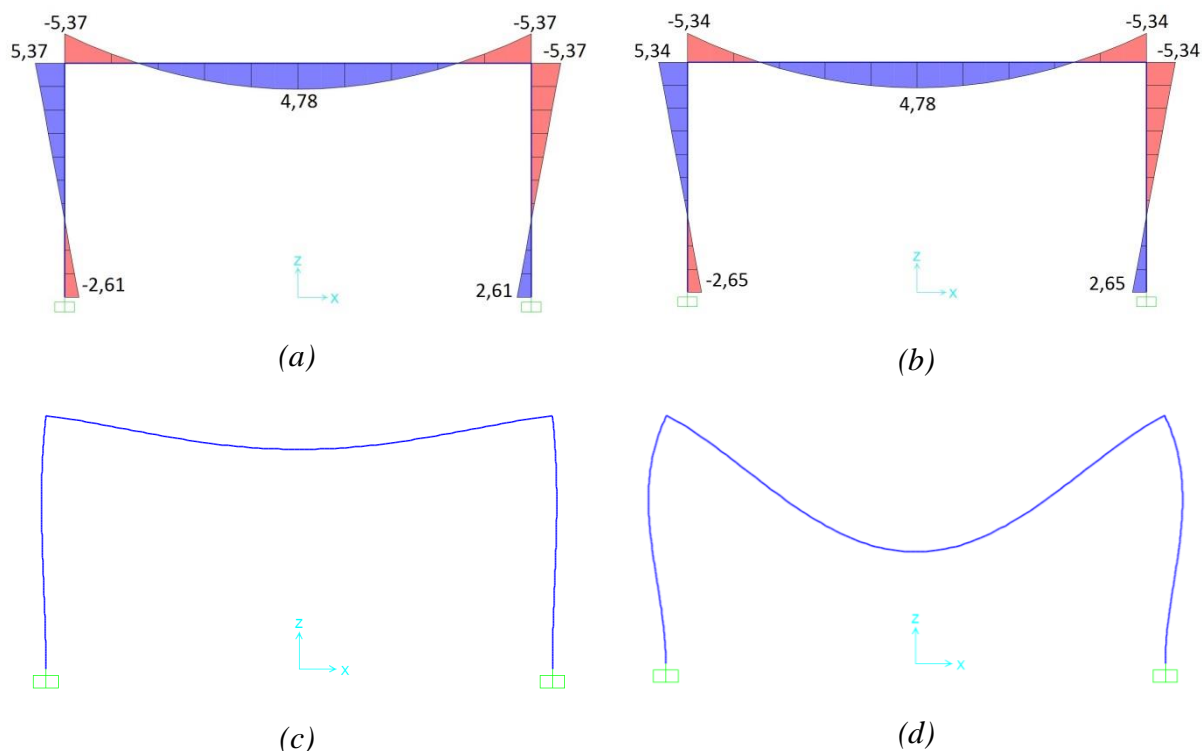 -5,37 -5,37
5,37 -5,37
4,78
-2,61 2,61
z
x
(a)
-5,34 -5,34
5,34 -5,34
4,78
-2,65 2,65
z
x
(b)
z
x
(c)
z
x
(d)